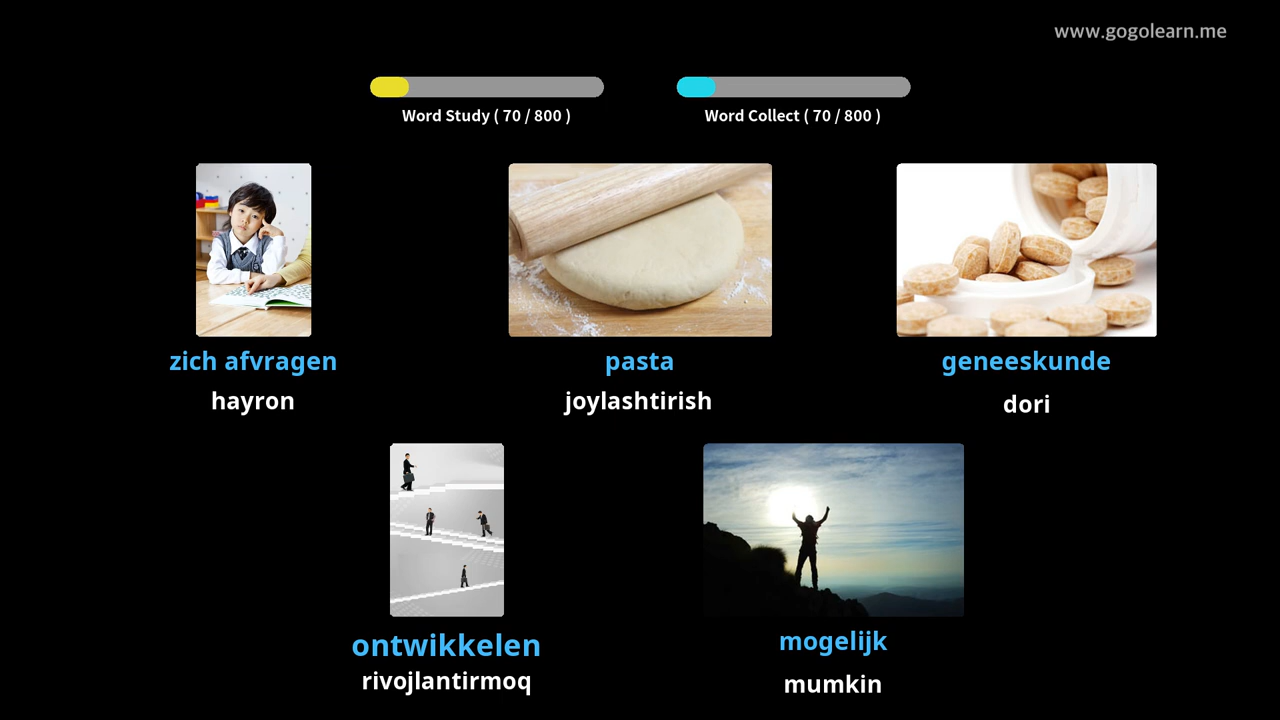 www.gogolearn.me
Word Study ( 70 / 800 )
Word Collect ( 70 / 800 )
zich afvragen
hayron
pasta
joylashtirish
geneeskunde
dori
ontwikkelen
rivojlantirmoq
mogelijk
mumkin